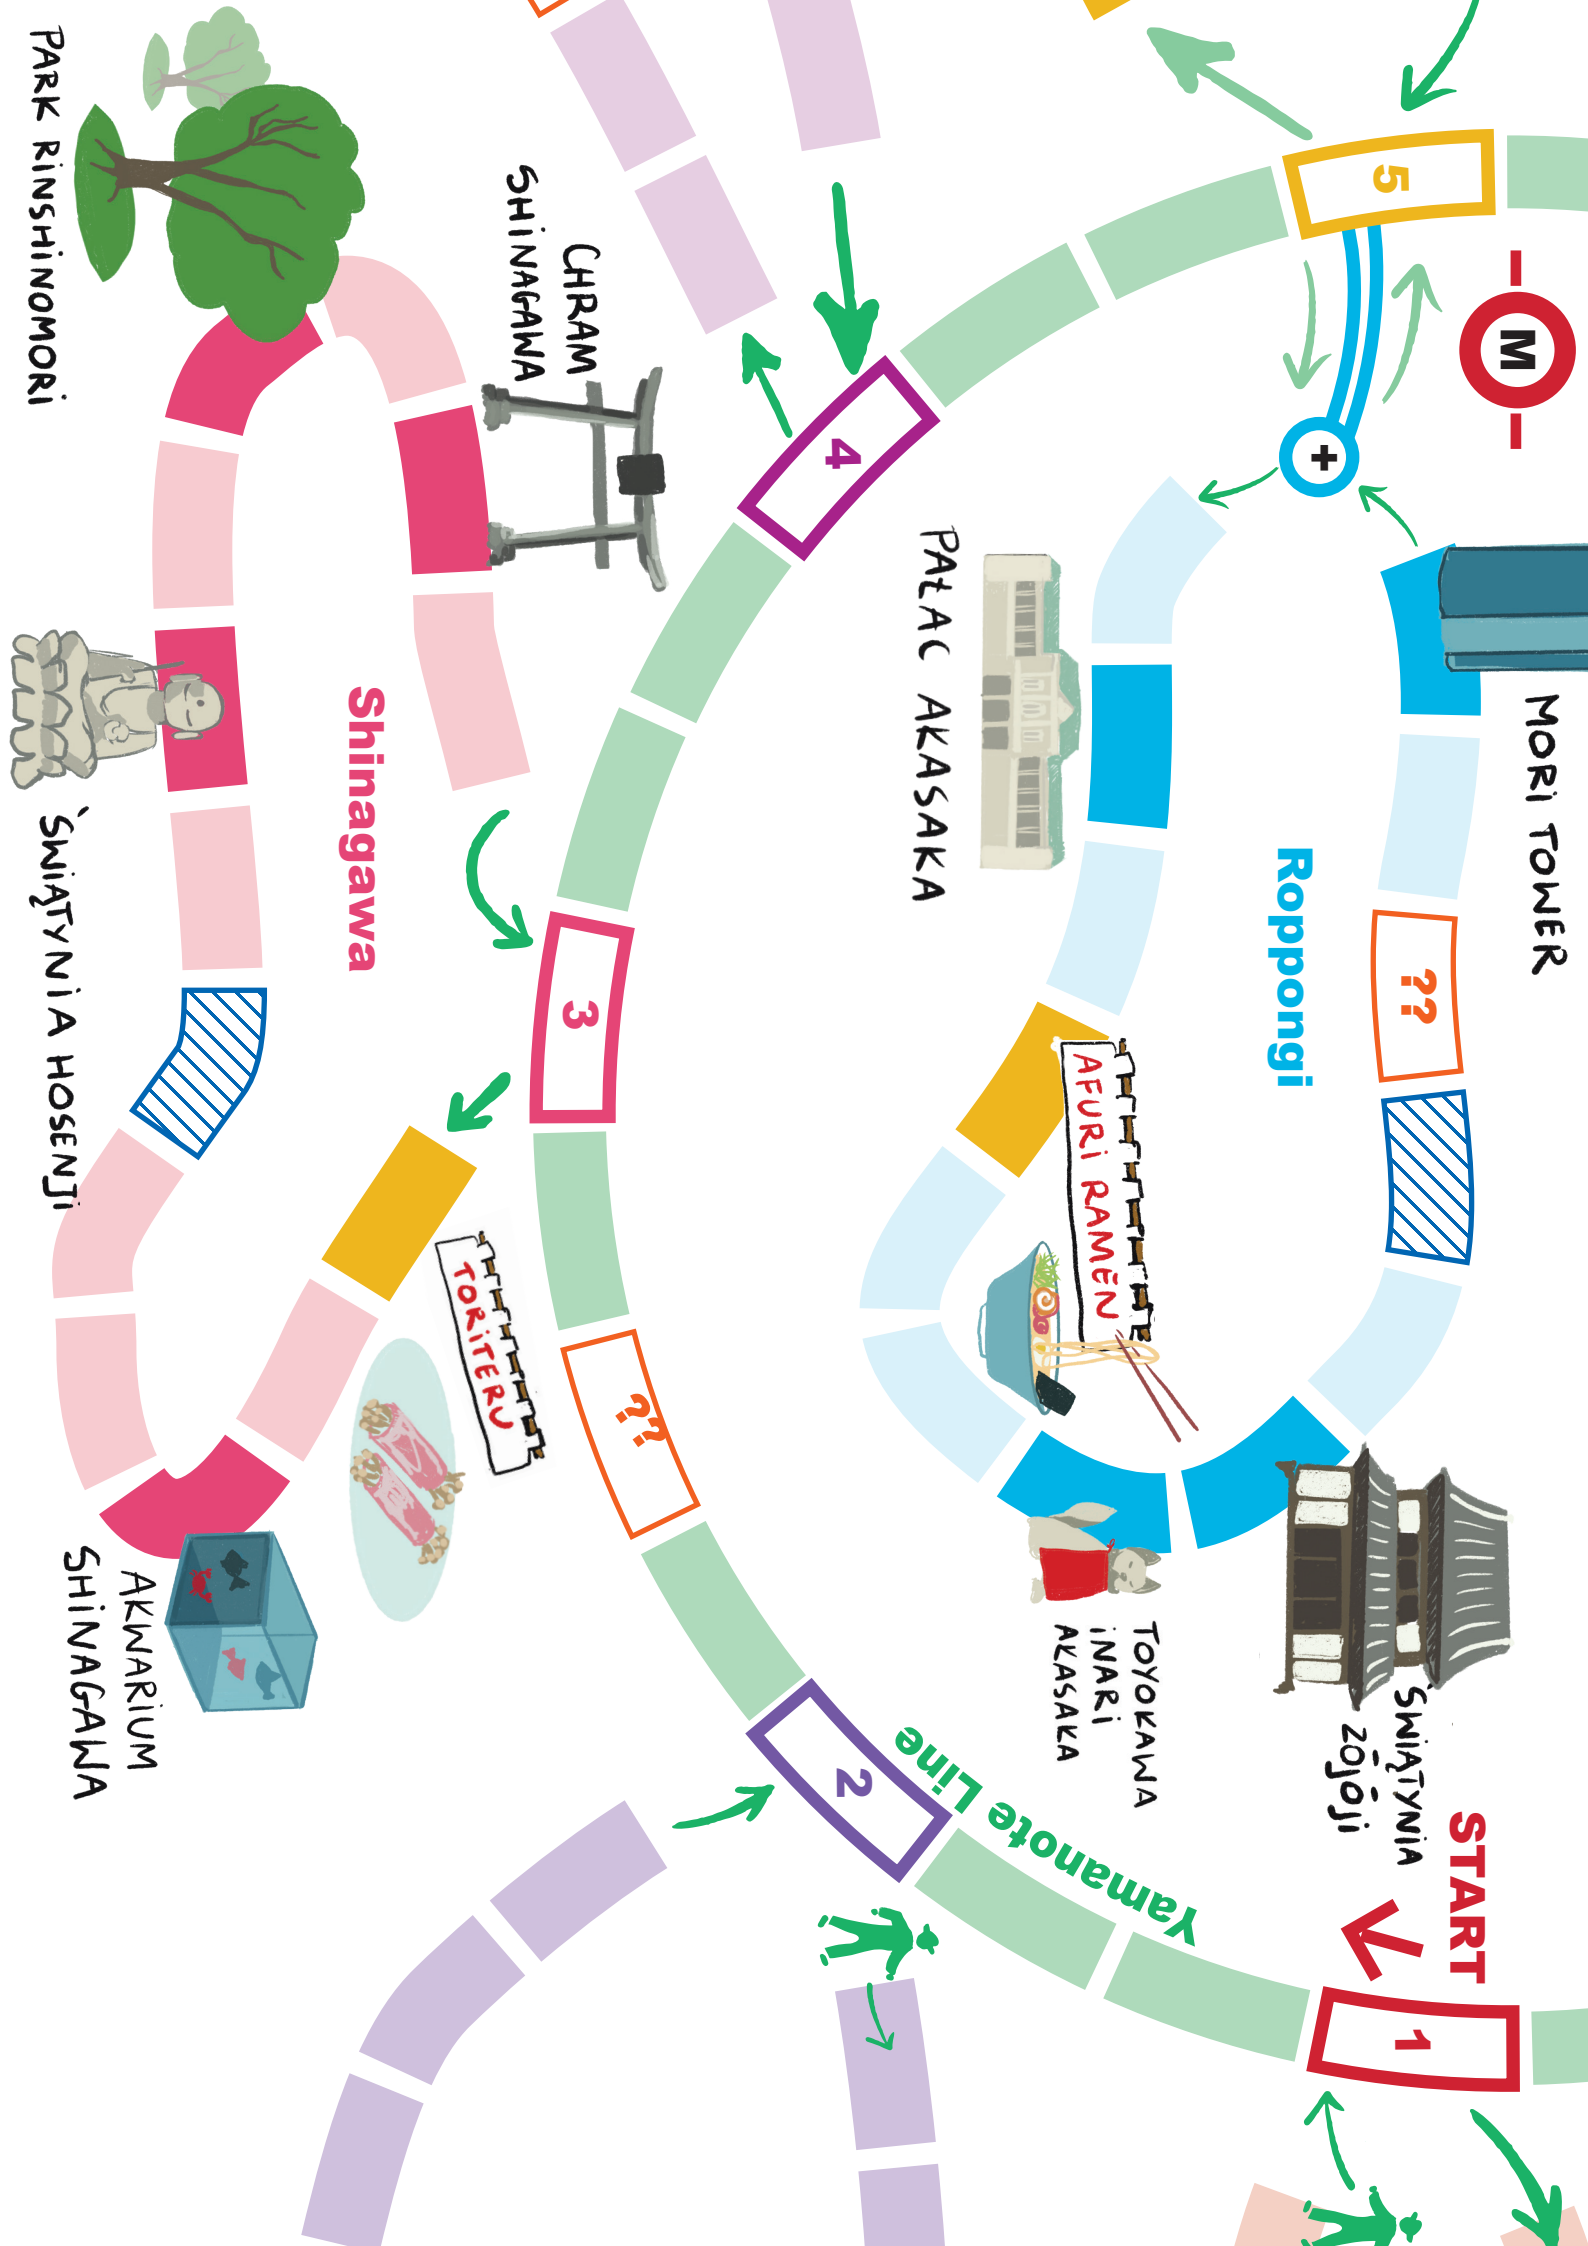 PARK RINSHINOMORI
CHRAM
SHINAGAWA
5
M
4
+
MORI TOWER
PAŁAC AKASAKA
Roppongi
Shinagawa
ŚWIĄTYNIA HOSENJI
3
??
AFURI RAMEN
TORITERU
??
AKWARIUM
SHINAGAWA
TOYOKAWA
INARI
AKASAKA
ŚWIĄTYNIA
ZŌJŌJI
2
Yamanote Line
START
1